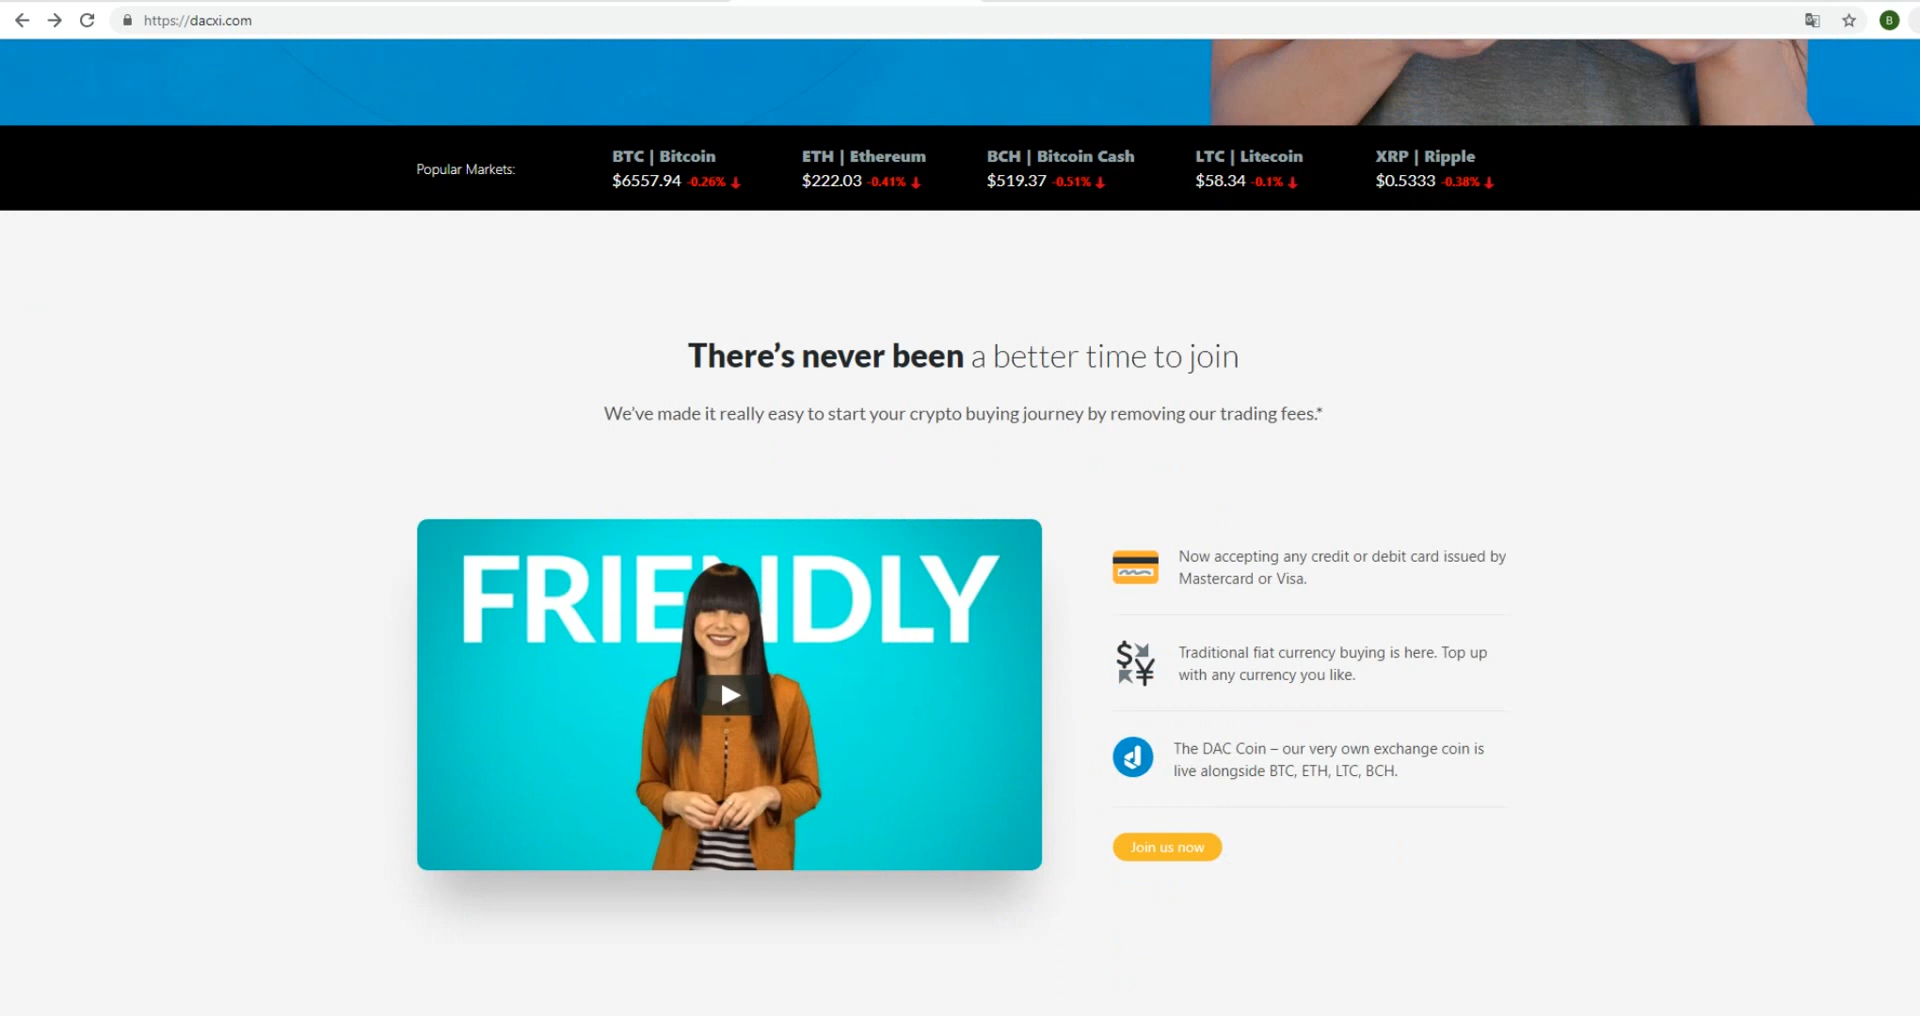 https://dacxi.com
B
Popular Markets:
BTC | Bitcoin
$6557.94 -0.26% ↓
ETH | Ethereum
$222.03 -0.41% ↓
BCH | Bitcoin Cash
$519.37 -0.51% ↓
LTC | Litecoin
$58.34 -0.1% ↓
XRP | Ripple
$0.5333 -0.38% ↓
There’s never been a better time to join
We’ve made it really easy to start your crypto buying journey by removing our trading fees.*
FRIENDLY
Now accepting any credit or debit card issued by
Mastercard or Visa.
Traditional fiat currency buying is here. Top up
with any currency you like.
The DAC Coin – our very own exchange coin is
live alongside BTC, ETH, LTC, BCH.
Join us now